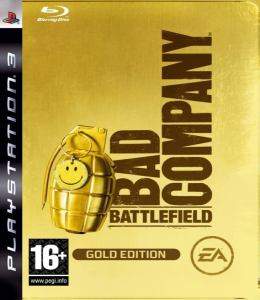 Blu-ray Disc
PLAYSTATION 3
BAD
COMPANY
BATTLEFIELD
GOLD EDITION
16+
www.pegi.info
EA